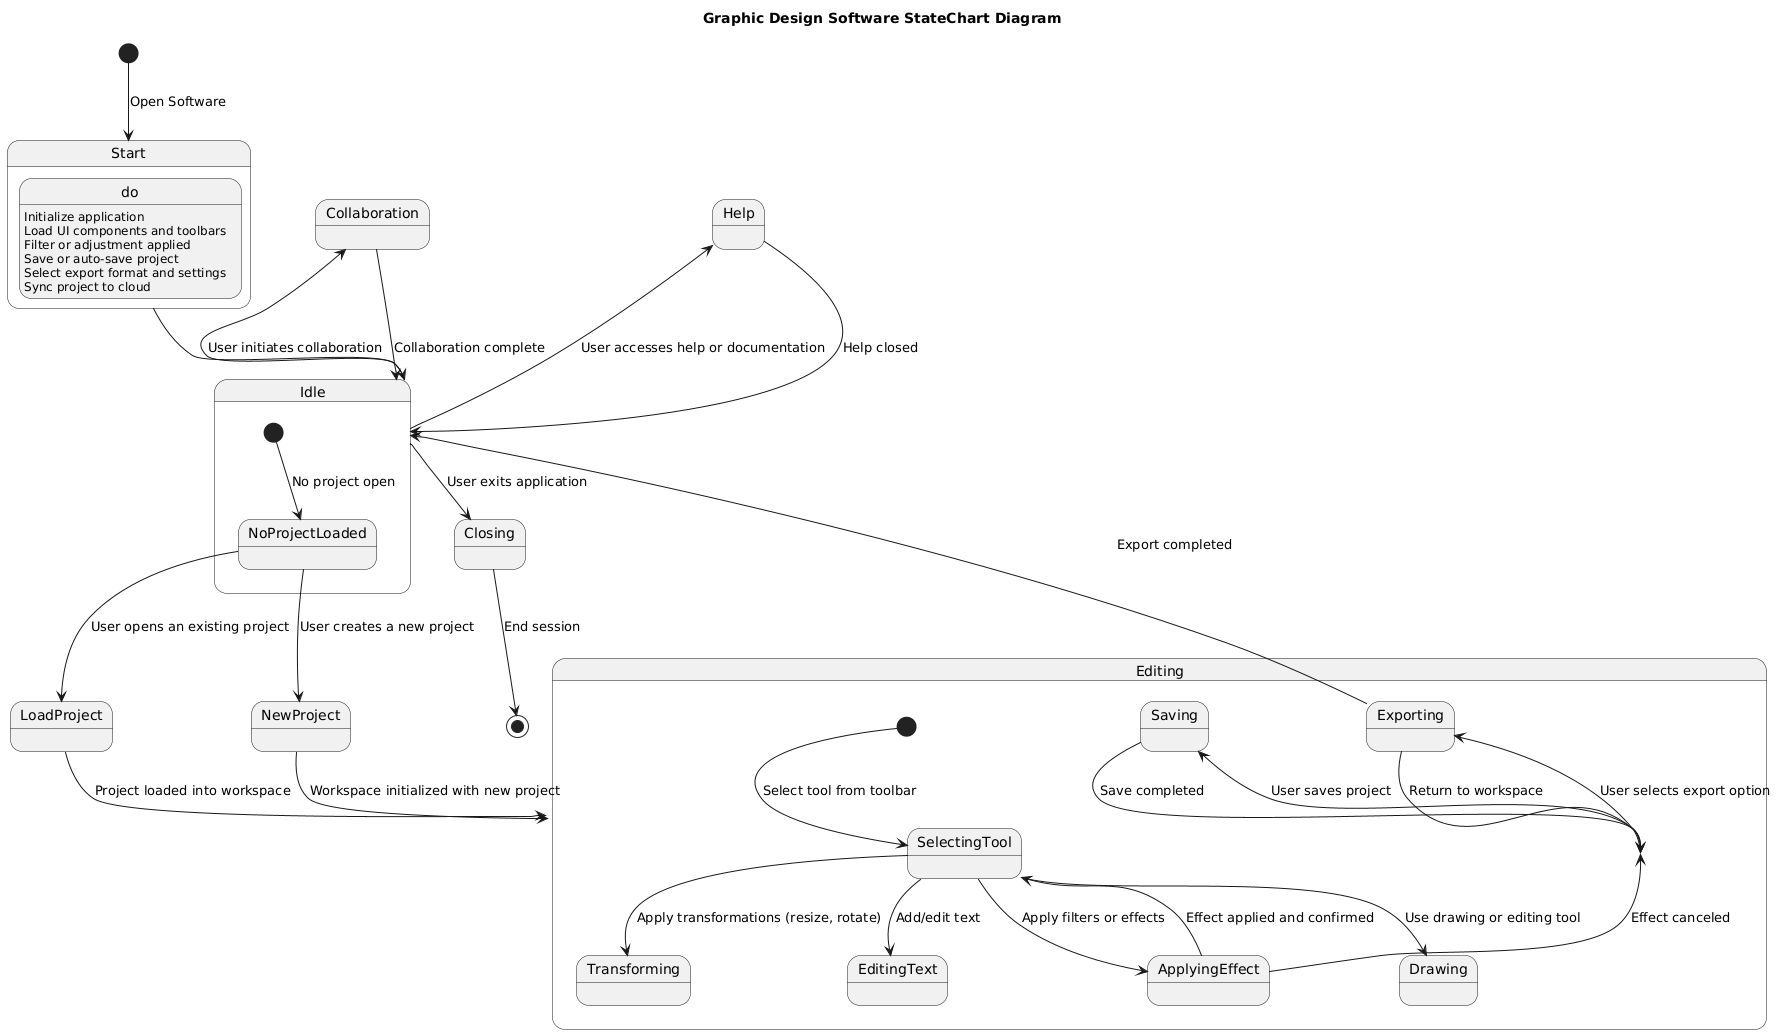 Graphic Design Software StateChart Diagram
Open Software
Start
do
Initialize application
Load UI components and toolbars
Filter or adjustment applied
Save or auto-save project
Select export format and settings
Sync project to cloud
Collaboration
Help
User initiates collaboration
Collaboration complete
User accesses help or documentation
Help closed
Idle
No project open
User exits application
NoProjectLoaded
Closing
Export completed
User opens an existing project
User creates a new project
End session
Editing
LoadProject
NewProject
Saving
Exporting
Project loaded into workspace
Workspace initialized with new project
Select tool from toolbar
Save completed
User saves project
Return to workspace
User selects export option
SelectingTool
Apply transformations (resize, rotate)
Add/edit text
Apply filters or effects
Effect applied and confirmed
Use drawing or editing tool
Effect canceled
Transforming
EditingText
ApplyingEffect
Drawing